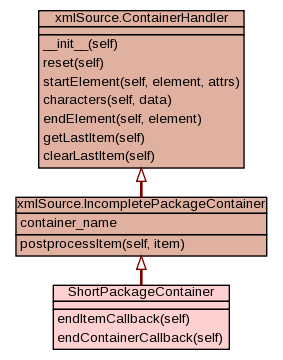 xmlSource.ContainerHandler
__init__(self)
reset(self)
startElement(self, element, attrs)
characters(self, data)
endElement(self, element)
getLastItem(self)
clearLastItem(self)
xmlSource.IncompletePackageContainer
container_name
postprocessItem(self, item)
ShortPackageContainer
endItemCallback(self)
endContainerCallback(self)